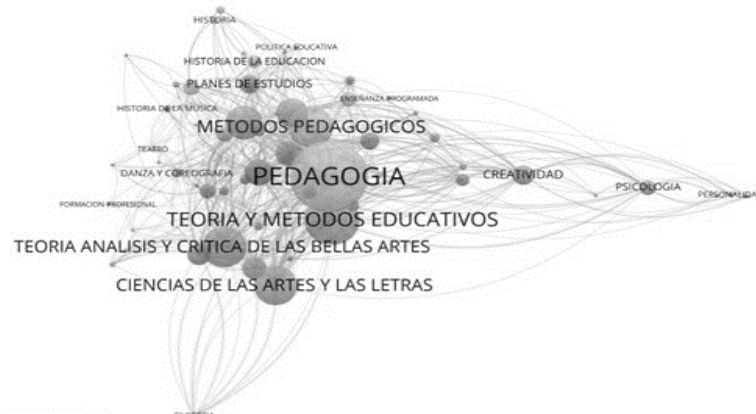 HISTORIA
POLITICA EDUCATIVA
HISTORIA DE LA EDUCACION
PLANES DE ESTUDIOS
ENSEÑANZA PROGRAMADA
HISTORIA DE LA MUSICA
METODOS PEDAGOGICOS
TEATRO
DANZA Y COREOGRAFIA
PEDAGOGIA
CREATIVIDAD
PSICOLOGIA
PERSONALIDA
FORMACION PROFESIONAL
TEORIA Y METODOS EDUCATIVOS
TEORIA ANALISIS Y CRITICA DE LAS BELLAS ARTES
CIENCIAS DE LAS ARTES Y LAS LETRAS